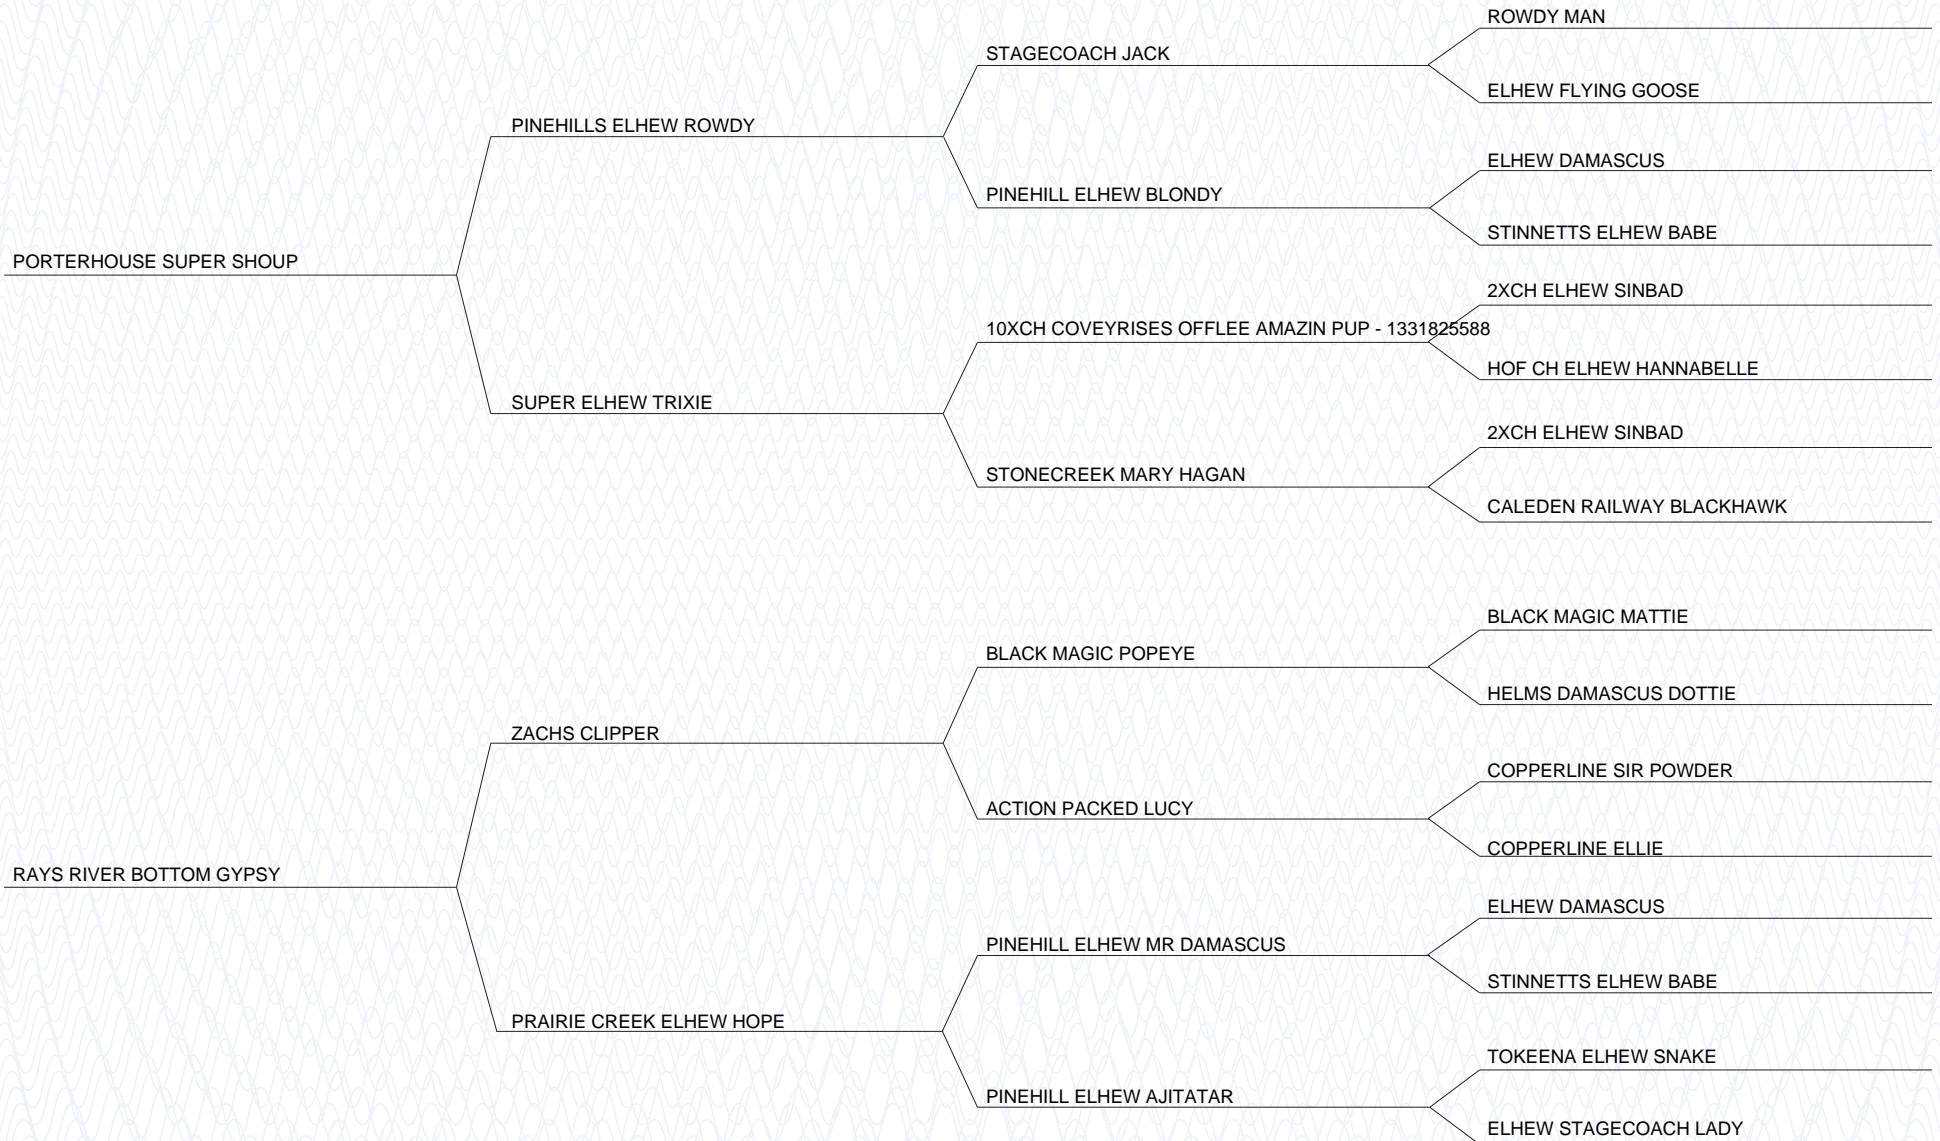 ROWDY MAN
STAGECOACH JACK
ELHEW FLYING GOOSE
PINEHILLS ELHEW ROWDY
ELHEW DAMASCUS
PINEHILL ELHEW BLONDY
STINNETTS ELHEW BABE
PORTERHOUSE SUPER SHOUP
2XCH ELHEW SINBAD
10XCH COVEYRISES OFFLEE AMAZIN PUP - 1331825588
HOF CH ELHEW HANNABELLE
SUPER ELHEW TRIXIE
2XCH ELHEW SINBAD
STONECREEK MARY HAGAN
CALEDEN RAILWAY BLACKHAWK
BLACK MAGIC MATTIE
BLACK MAGIC POPEYE
HELMS DAMASCUS DOTTIE
ZACHS CLIPPER
COPPERLINE SIR POWDER
ACTION PACKED LUCY
COPPERLINE ELLIE
RAYS RIVER BOTTOM GYPSY
ELHEW DAMASCUS
PINEHILL ELHEW MR DAMASCUS
STINNETTS ELHEW BABE
PRAIRIE CREEK ELHEW HOPE
TOKEENA ELHEW SNAKE
PINEHILL ELHEW AJITATAR
ELHEW STAGECOACH LADY